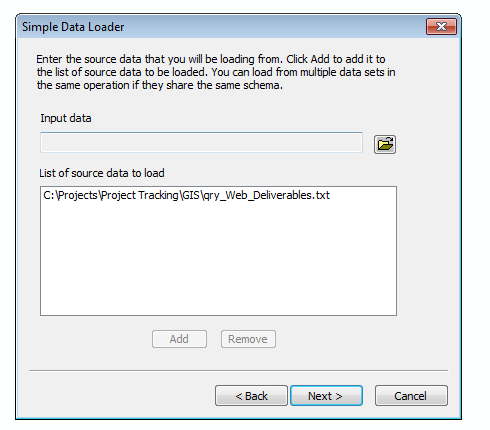 Simple Data Loader
Enter the source data that you will be loading from. Click Add to add it to
the list of source data to be loaded. You can load from multiple data sets in
the same operation if they share the same schema.
Input data
List of source data to load
C:\Projects\Project Tracking\GIS\qry_Web_Deliverables.txt
Add Remove
< Back Next > Cancel